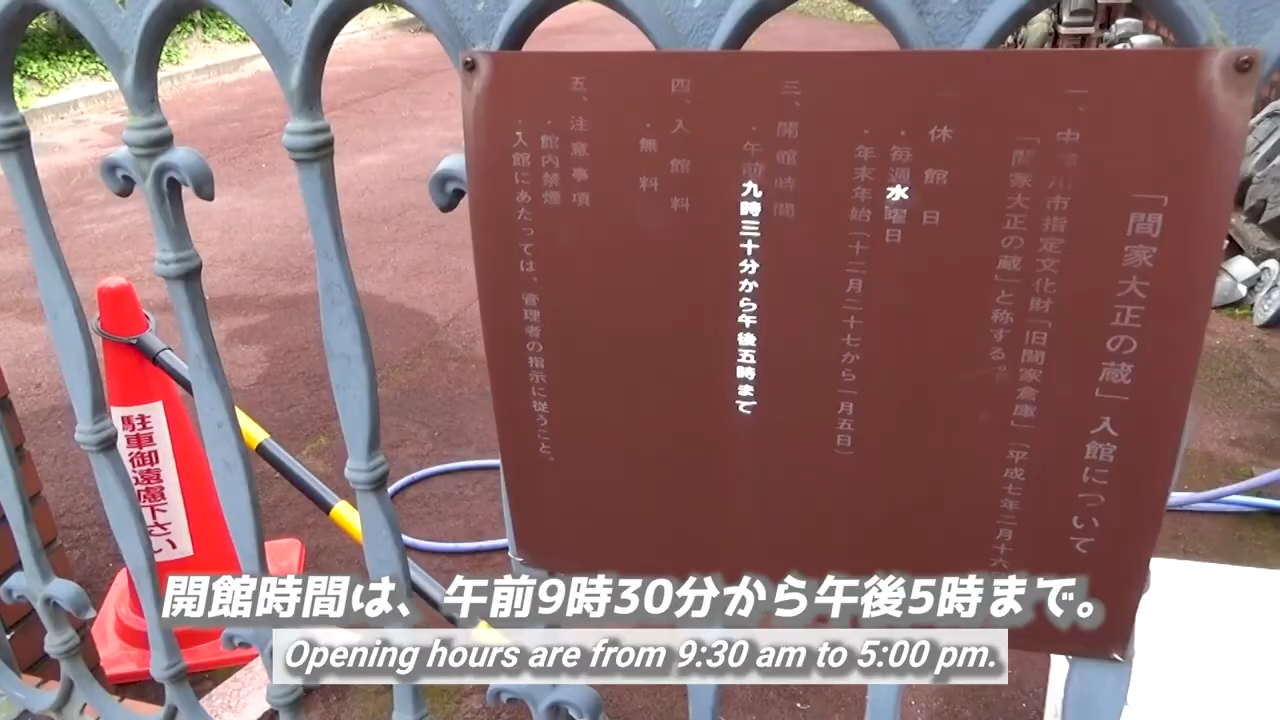 「間家大正の蔵」入館について
一、中津川市指定文化財「旧間家倉庫」(平成七年二月十六
「間家大正の蔵」と称する。
休館日
・毎週水曜日
・年末年始(十二月二十七から一月五日)
三、開館時間
・午前九時三十分から午後五時まで
四、入館料
・無料
五、注意事項
・館内禁煙
・入館にあたっては、管理者の指示に従うこと。
駐車御遠慮下さい
開館時間は、午前9時30分から午後5時まで。
Opening hours are from 9:30 am to 5:00 pm.